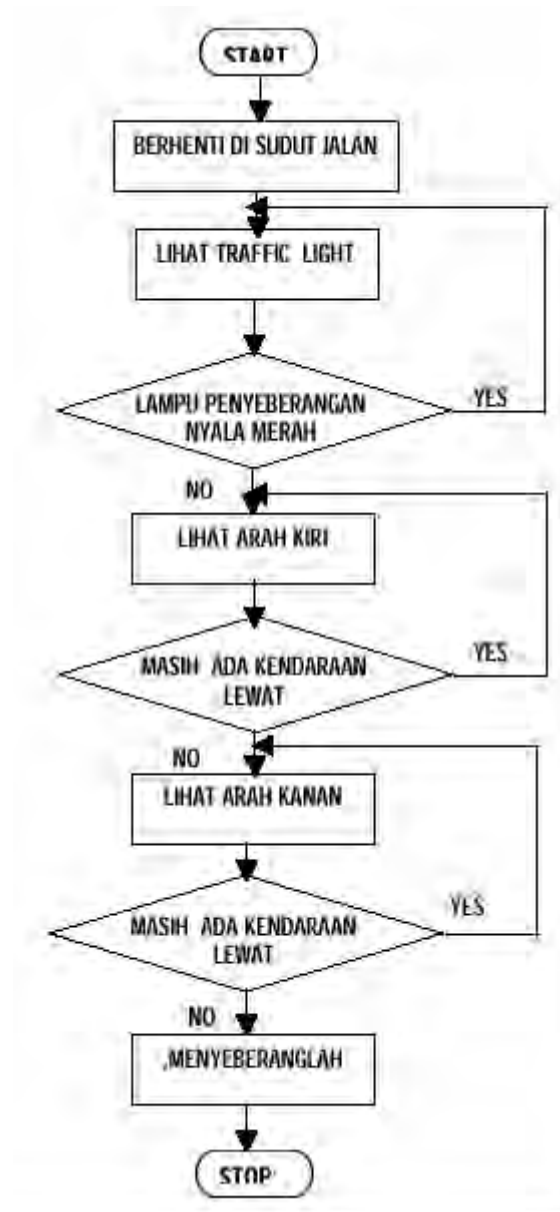 START
BERHENTI DI SUDUT JALAN
LIHAT TRAFFIC LIGHT
LAMPU PENYEBERANGAN
NYALA MERAH
YES
NO
LIHAT ARAH KIRI
MASIH ADA KENDARAAN
LEWAT
YES
NO
LIHAT ARAH KANAN
MASIH ADA KENDARAAN
LEWAT
YES
NO
MENYEBERANGLAH
STOP